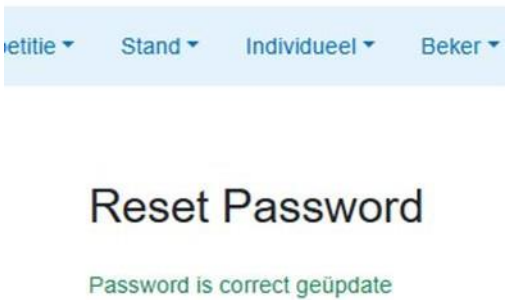 etitie Stand Individueel Beker
Reset Password
Password is correct geüpdate